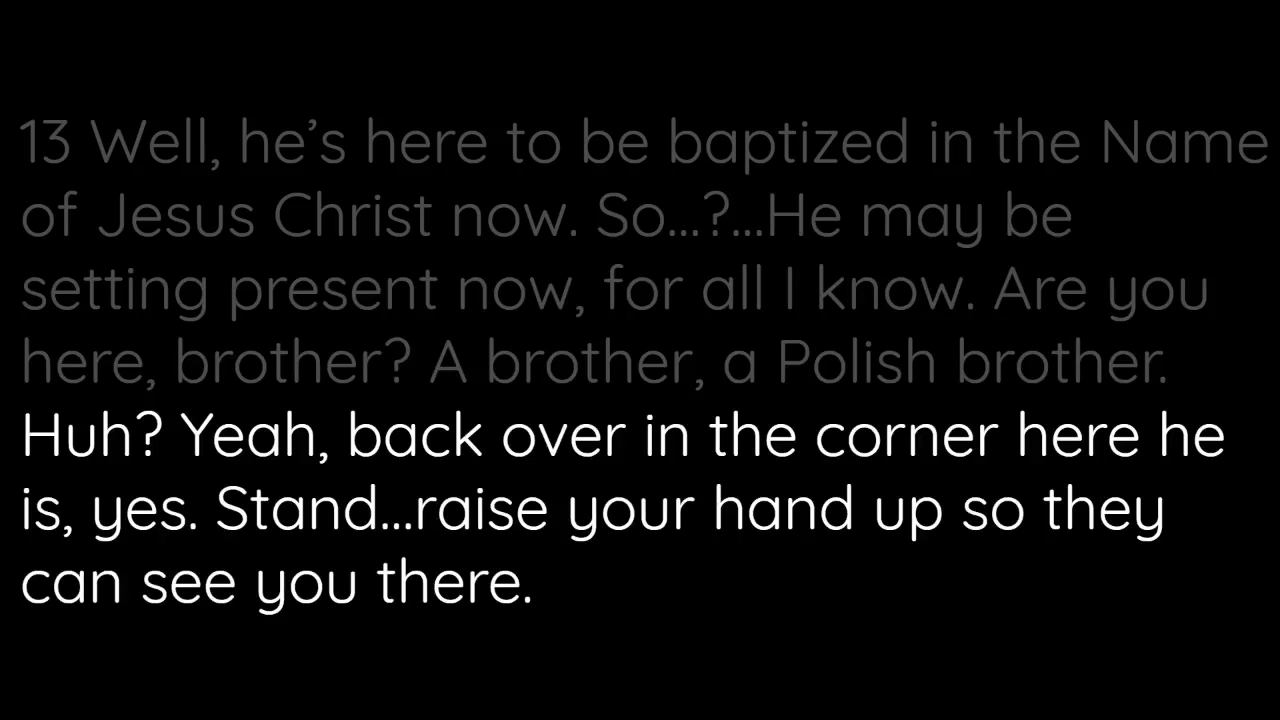 13 Well, he’s here to be baptized in the Name
of Jesus Christ now. So...?...He may be
setting present now, for all I know. Are you
here, brother? A brother, a Polish brother.
Huh? Yeah, back over in the corner here he
is, yes. Stand...raise your hand up so they
can see you there.